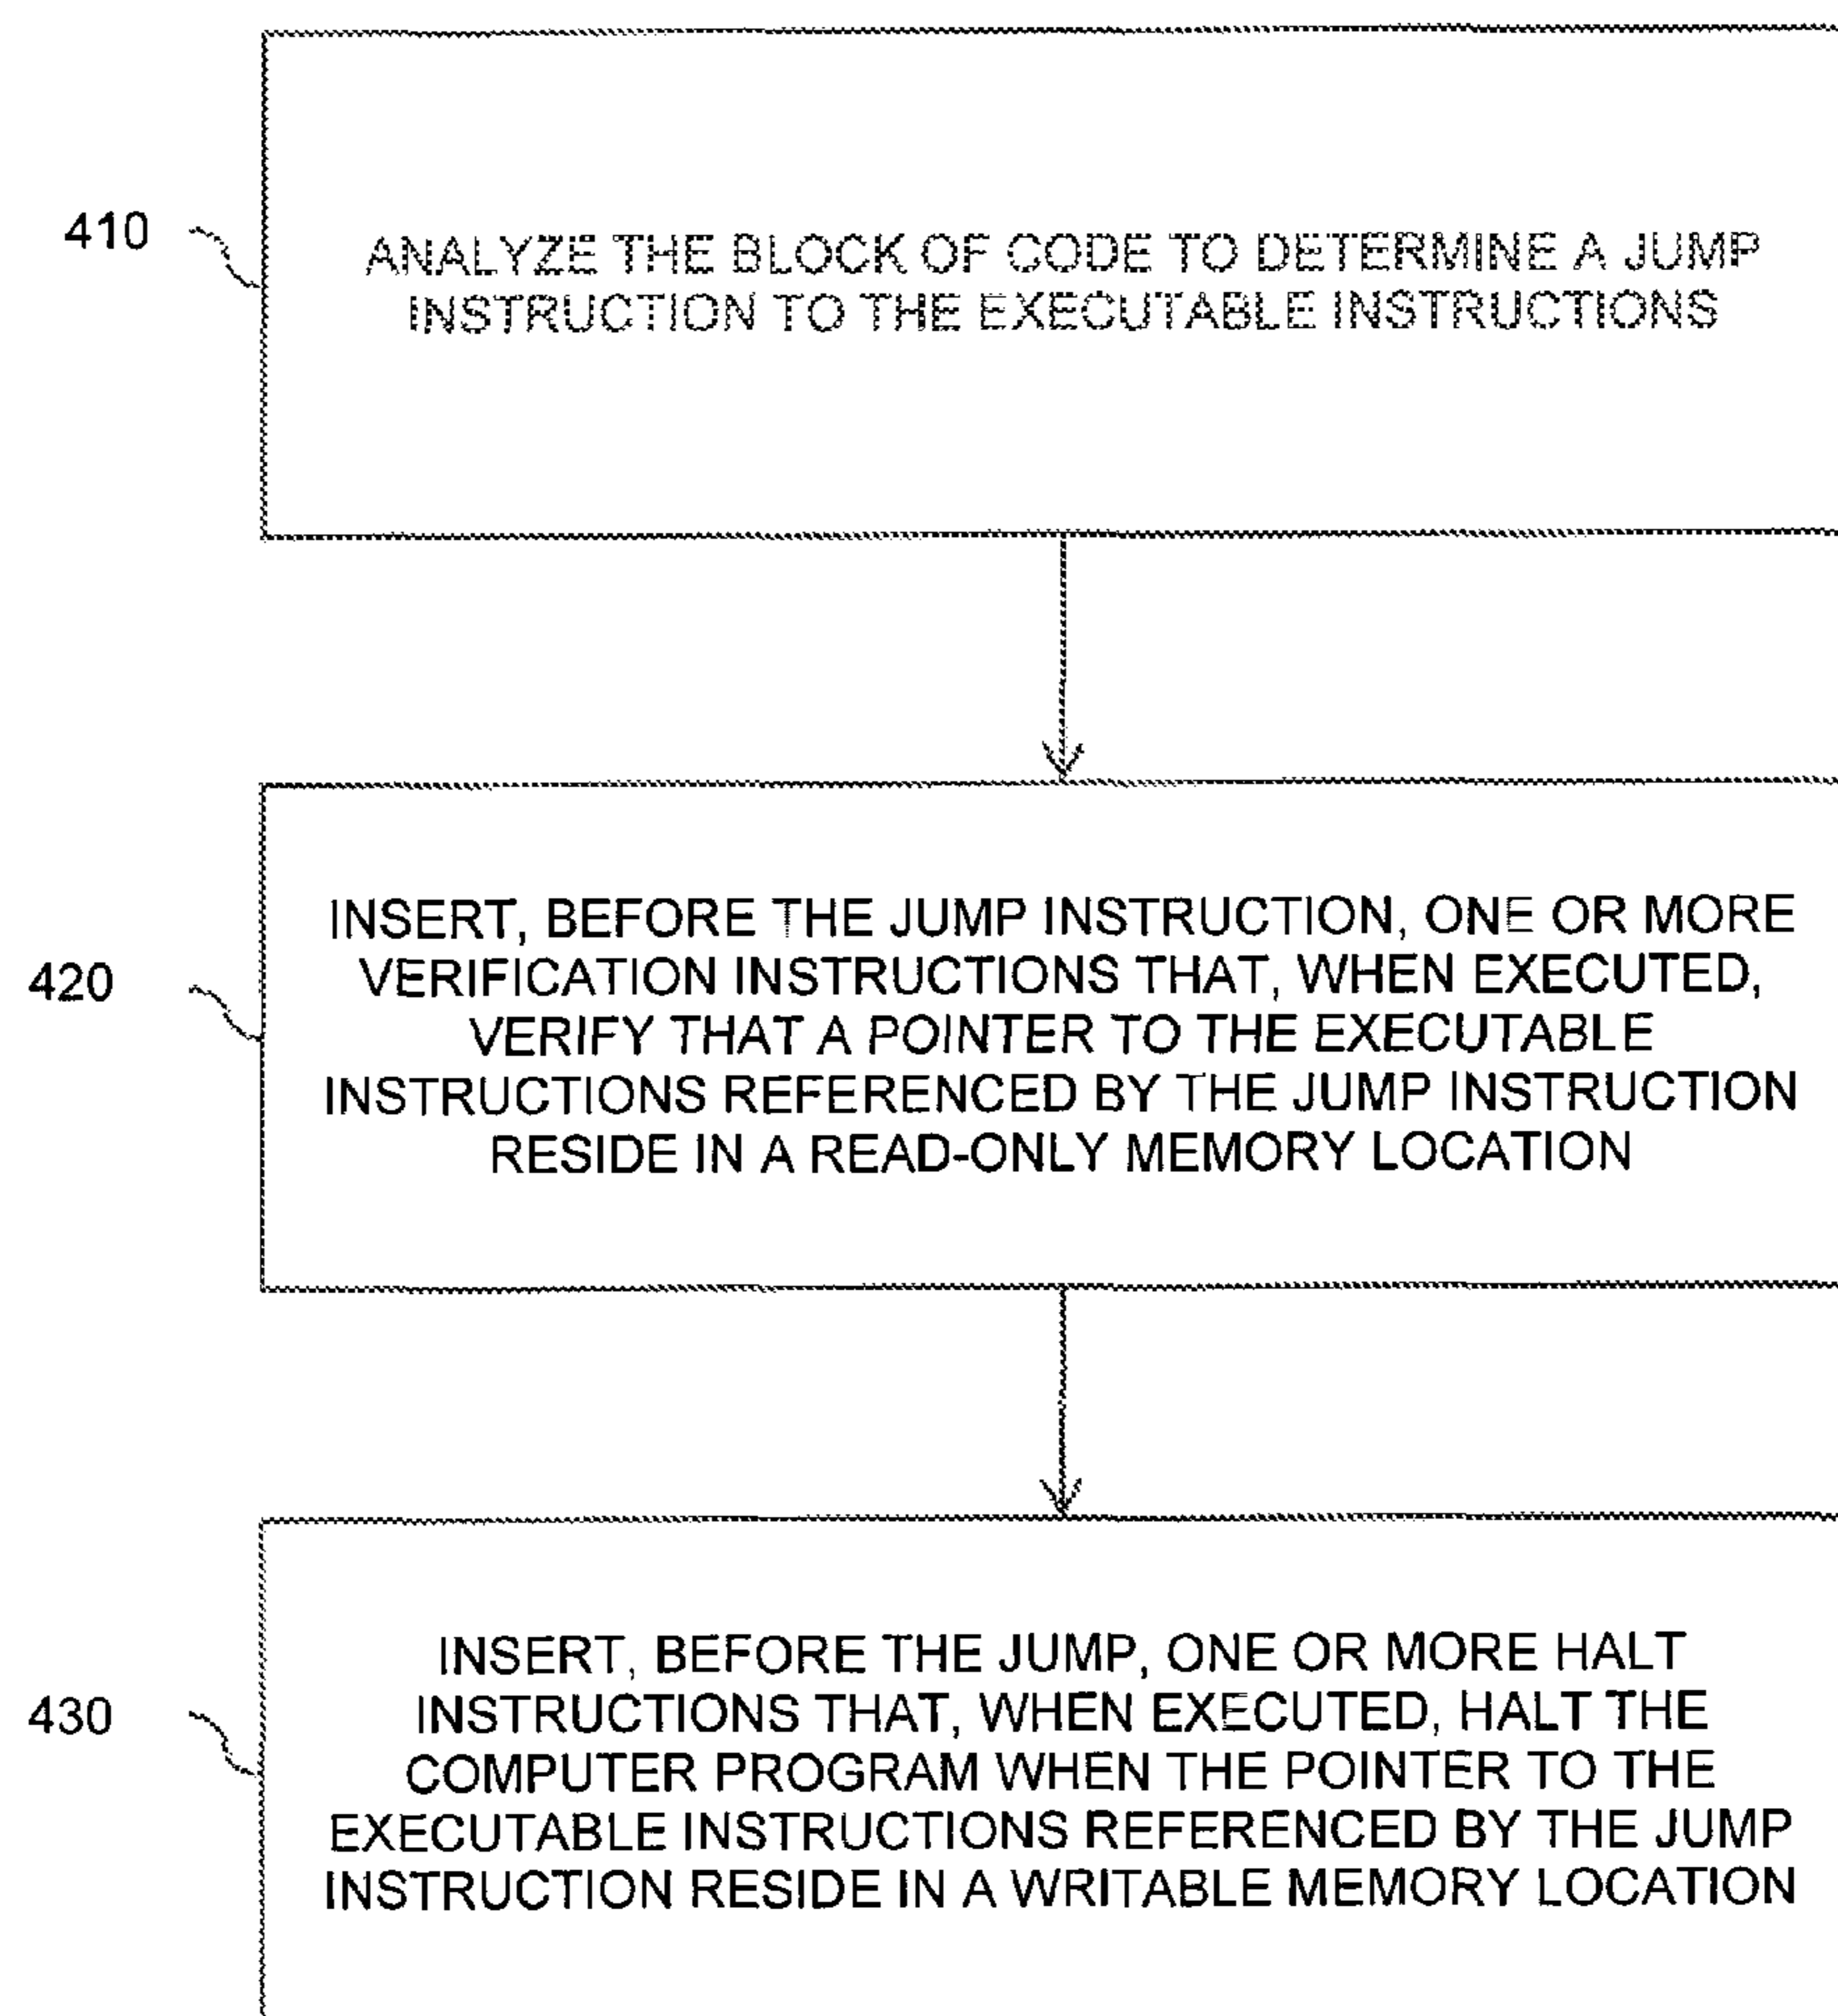 410
ANALYZE THE BLOCK OF CODE TO DETERMINE A JUMP
INSTRUCTION TO THE EXECUTABLE INSTRUCTIONS
420
INSERT, BEFORE THE JUMP INSTRUCTION, ONE OR MORE
VERIFICATION INSTRUCTIONS THAT, WHEN EXECUTED,
VERIFY THAT A POINTER TO THE EXECUTABLE
INSTRUCTIONS REFERENCED BY THE JUMP INSTRUCTION
RESIDE IN A READ-ONLY MEMORY LOCATION
430
INSERT, BEFORE THE JUMP, ONE OR MORE HALT
INSTRUCTIONS THAT, WHEN EXECUTED, HALT THE
COMPUTER PROGRAM WHEN THE POINTER TO THE
EXECUTABLE INSTRUCTIONS REFERENCED BY THE JUMP
INSTRUCTION RESIDE IN A WRITABLE MEMORY LOCATION